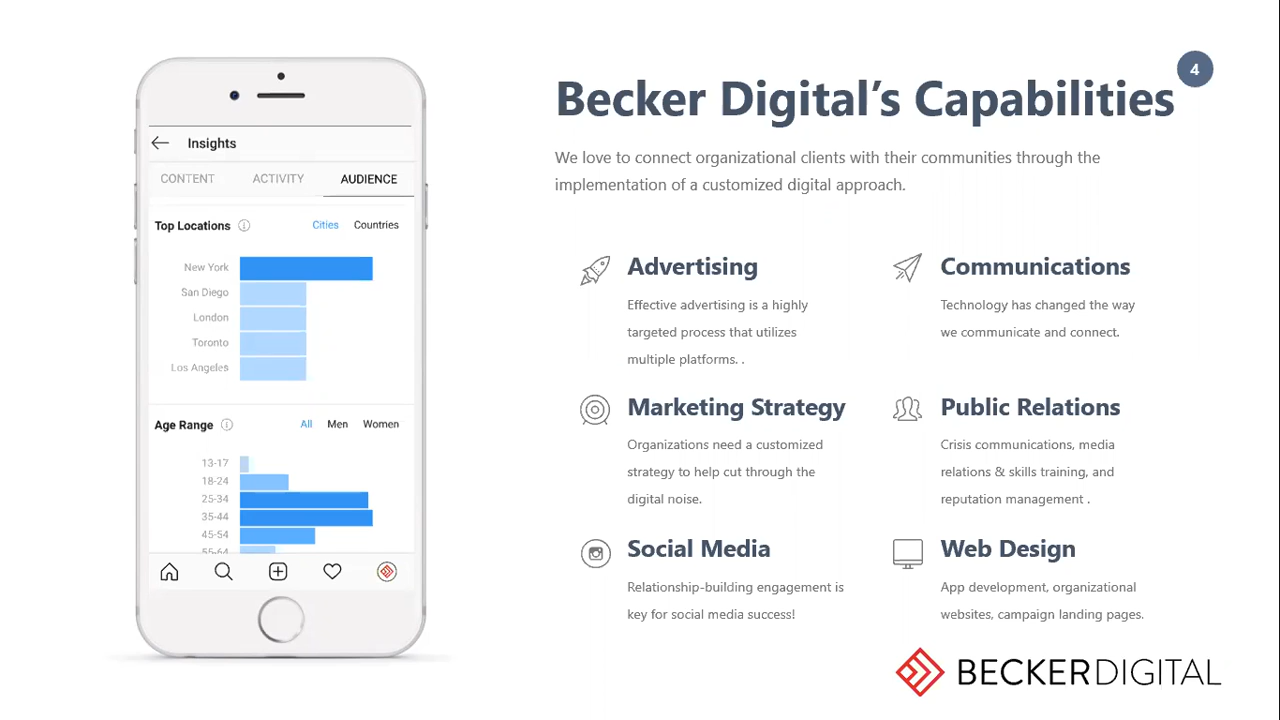 4
Becker Digital’s Capabilities
We love to connect organizational clients with their communities through the
implementation of a customized digital approach.
Insights
CONTENT ACTIVITY AUDIENCE
Top Locations Cities Countries
New York
San Diego
London
Toronto
Los Angeles
Age Range All Men Women
13-17
18-24
25-34
35-44
45-54
55-64
Advertising
Effective advertising is a highly
targeted process that utilizes
multiple platforms. .
Communications
Technology has changed the way
we communicate and connect.
Marketing Strategy
Organizations need a customized
strategy to help cut through the
digital noise.
Public Relations
Crisis communications, media
relations & skills training, and
reputation management .
Social Media
Relationship-building engagement is
key for social media success!
Web Design
App development, organizational
websites, campaign landing pages.
BECKERDIGITAL